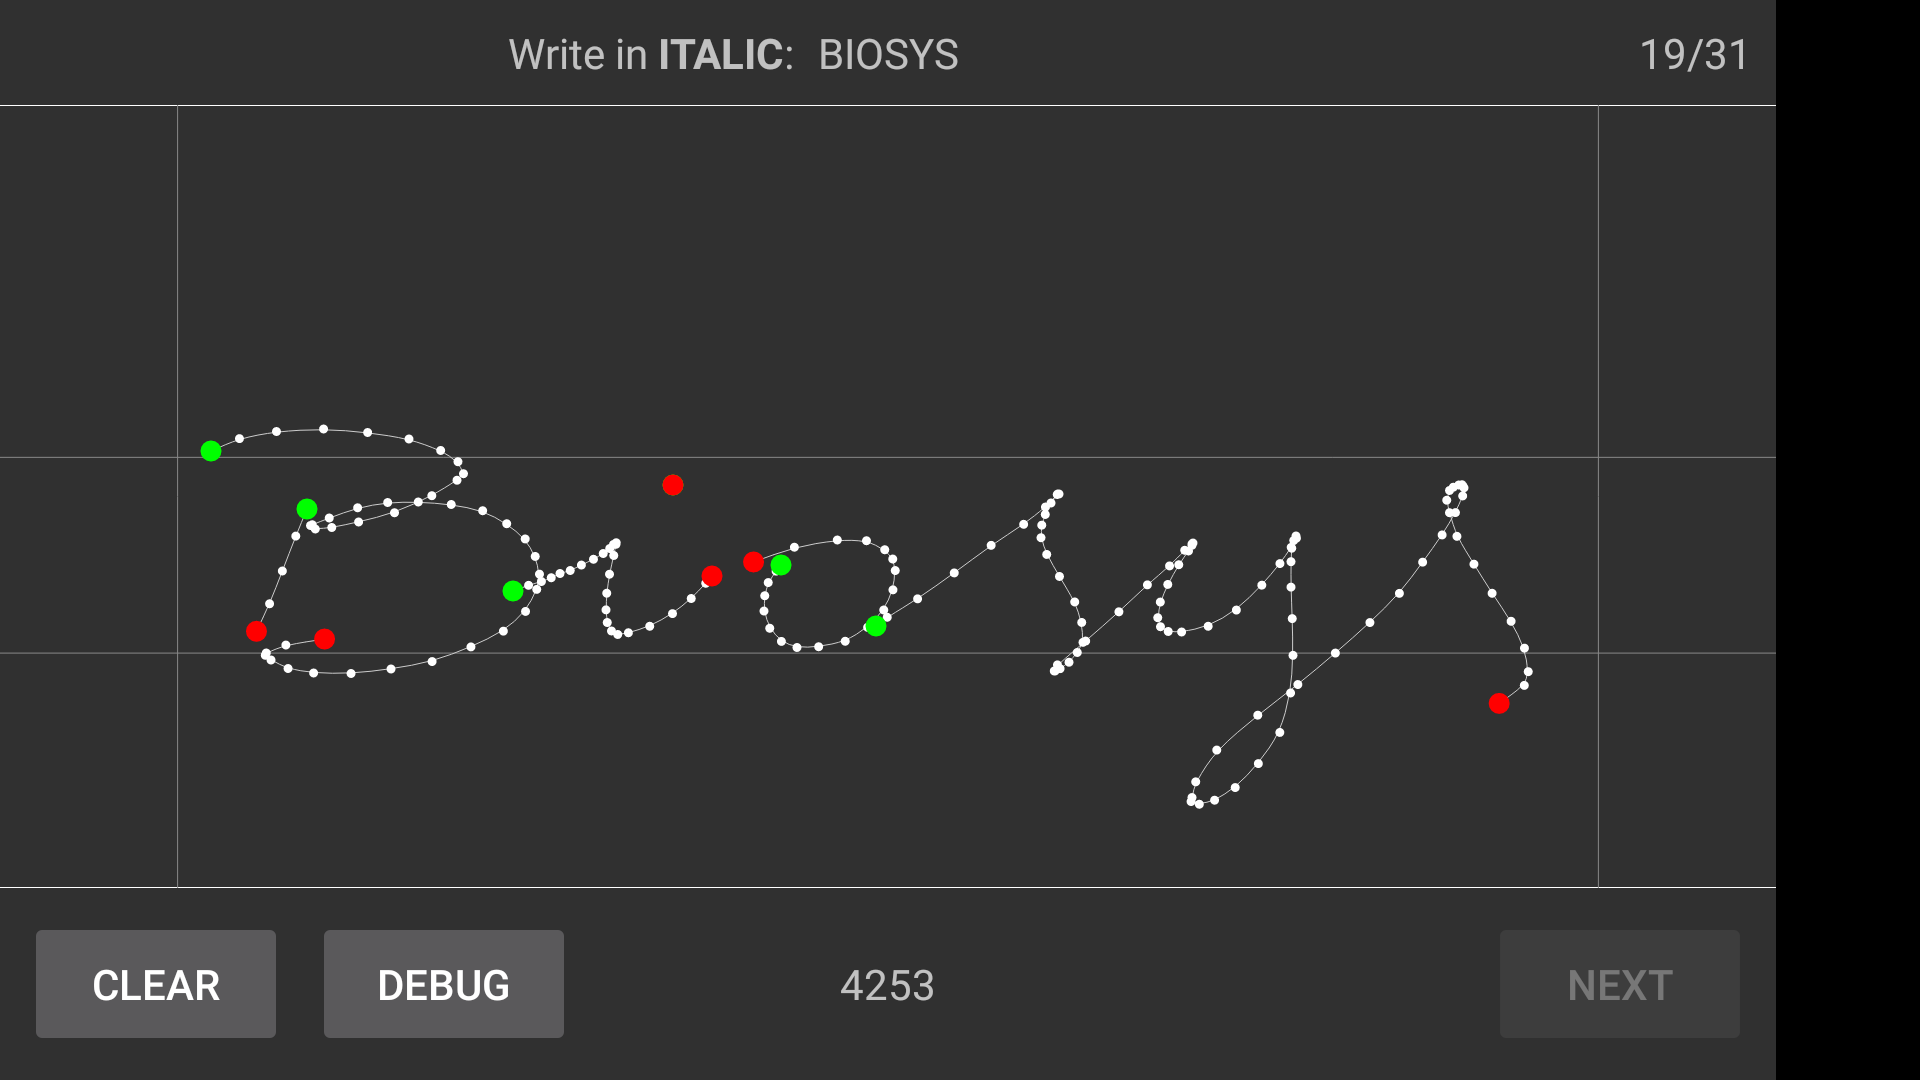 Write in ITALIC: BIOSYS
19/31
Biosys
CLEAR
DEBUG
4253
NEXT